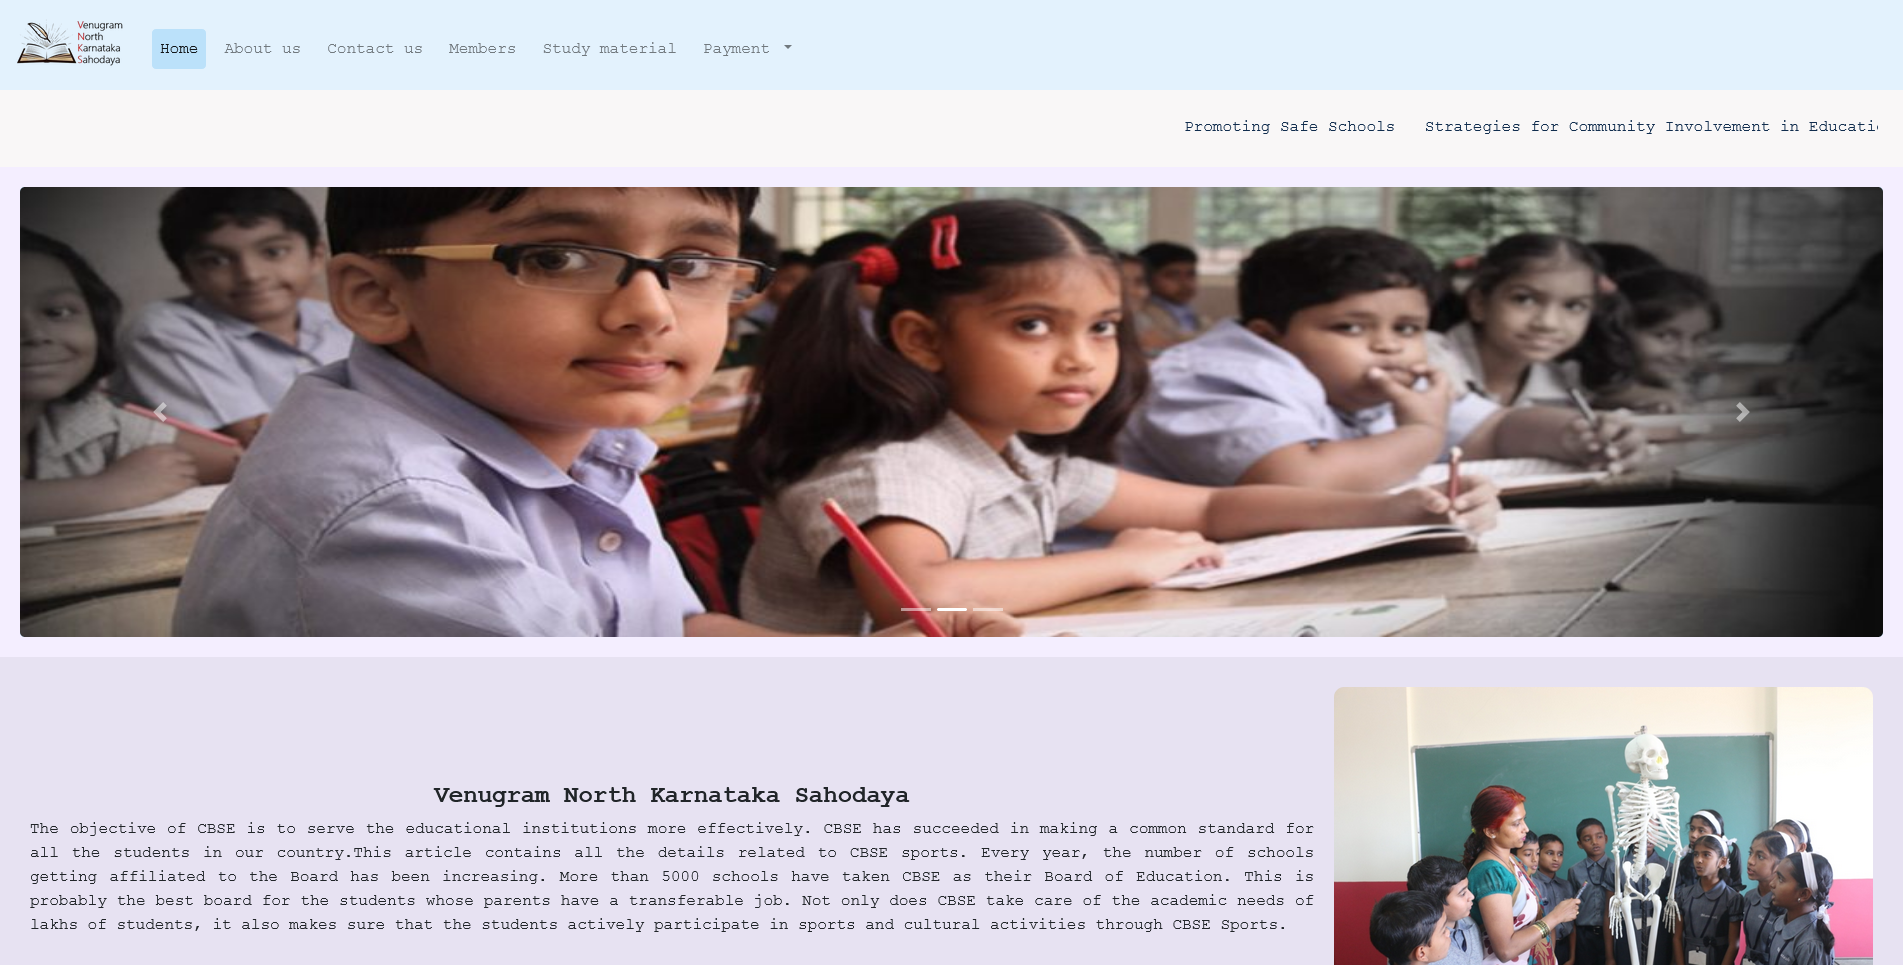 Venugram
North
Karnataka
Sahodaya
Home About us Contact us Members Study material Payment
Promoting Safe Schools Strategies for Community Involvement in
Venugram North Karnataka Sahodaya
The objective of CBSE is to serve the educational institutions more effectively. CBSE has succeeded in making a common standard for
all the students in our country.This article contains all the details related to CBSE sports. Every year, the number of schools
getting affiliated to the Board has been increasing. More than 5000 schools have taken CBSE as their Board of Education. This is
probably the best board for the students whose parents have a transferable job. Not only does CBSE take care of the academic needs of
lakhs of students, it also makes sure that the students actively participate in sports and cultural activities through CBSE Sports.